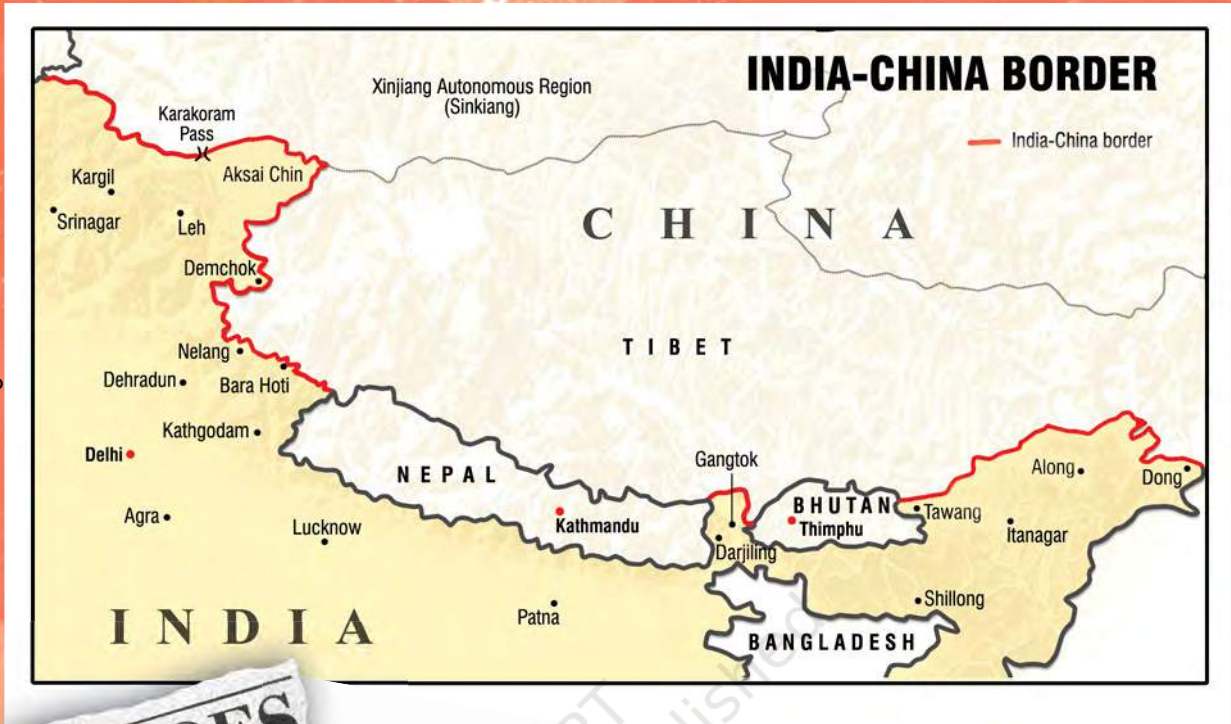 INDIA-CHINA BORDER
India-China border
Xinjiang Autonomous Region
(Sinkiang)
Karakoram
Pass
Kargil
Aksai Chin
Srinagar
Leh
CHINA
Demchok
TIBET
Nelang
Dehradun
Bara Hoti
Kathgodam
Delhi
NEPAL
Gangtok
Along
Dong
BHUTAN
Agra
Kathmandu
Thimphu
Tawang
Lucknow
Darjiling
Itanagar
Patna
Shillong
INDIA
BANGLADESH